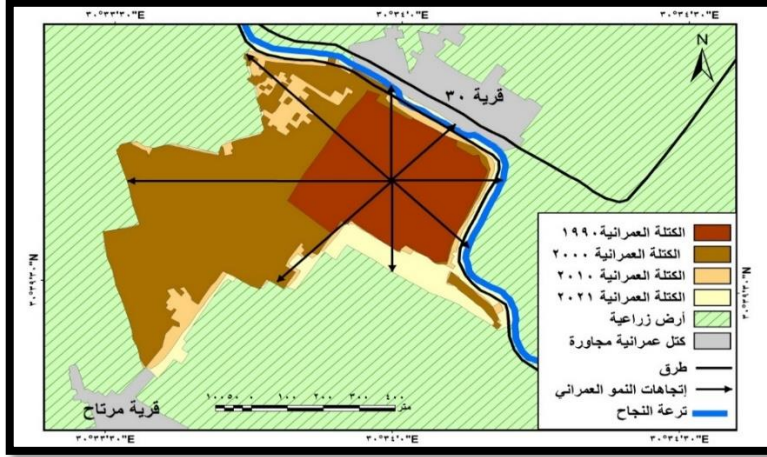 ٣٠°٣٣'٣٠"E
٣٠°٣٤'٠"E
٣٠°٣٤'٣٠"E
N
قرية ٣٠
الكتلة العمرانية ١٩٩٠
الكتلة العمرانية ٢٠٠٠
الكتلة العمرانية ٢٠١٠
الكتلة العمرانية ٢٠٢١
أرض زراعية
كتل عمرانية مجاورة
طرق
إتجاهات النمو العمراني
ترعة النجاح
قرية مرتاح
١٠٠ ٥٠ ٠ ١٠٠ ٢٠٠ ٣٠٠ ٤٠٠
متر
٣٠°٣٣'٣٠"E
٣٠°٣٤'٠"E
٣٠°٣٤'٣٠"E